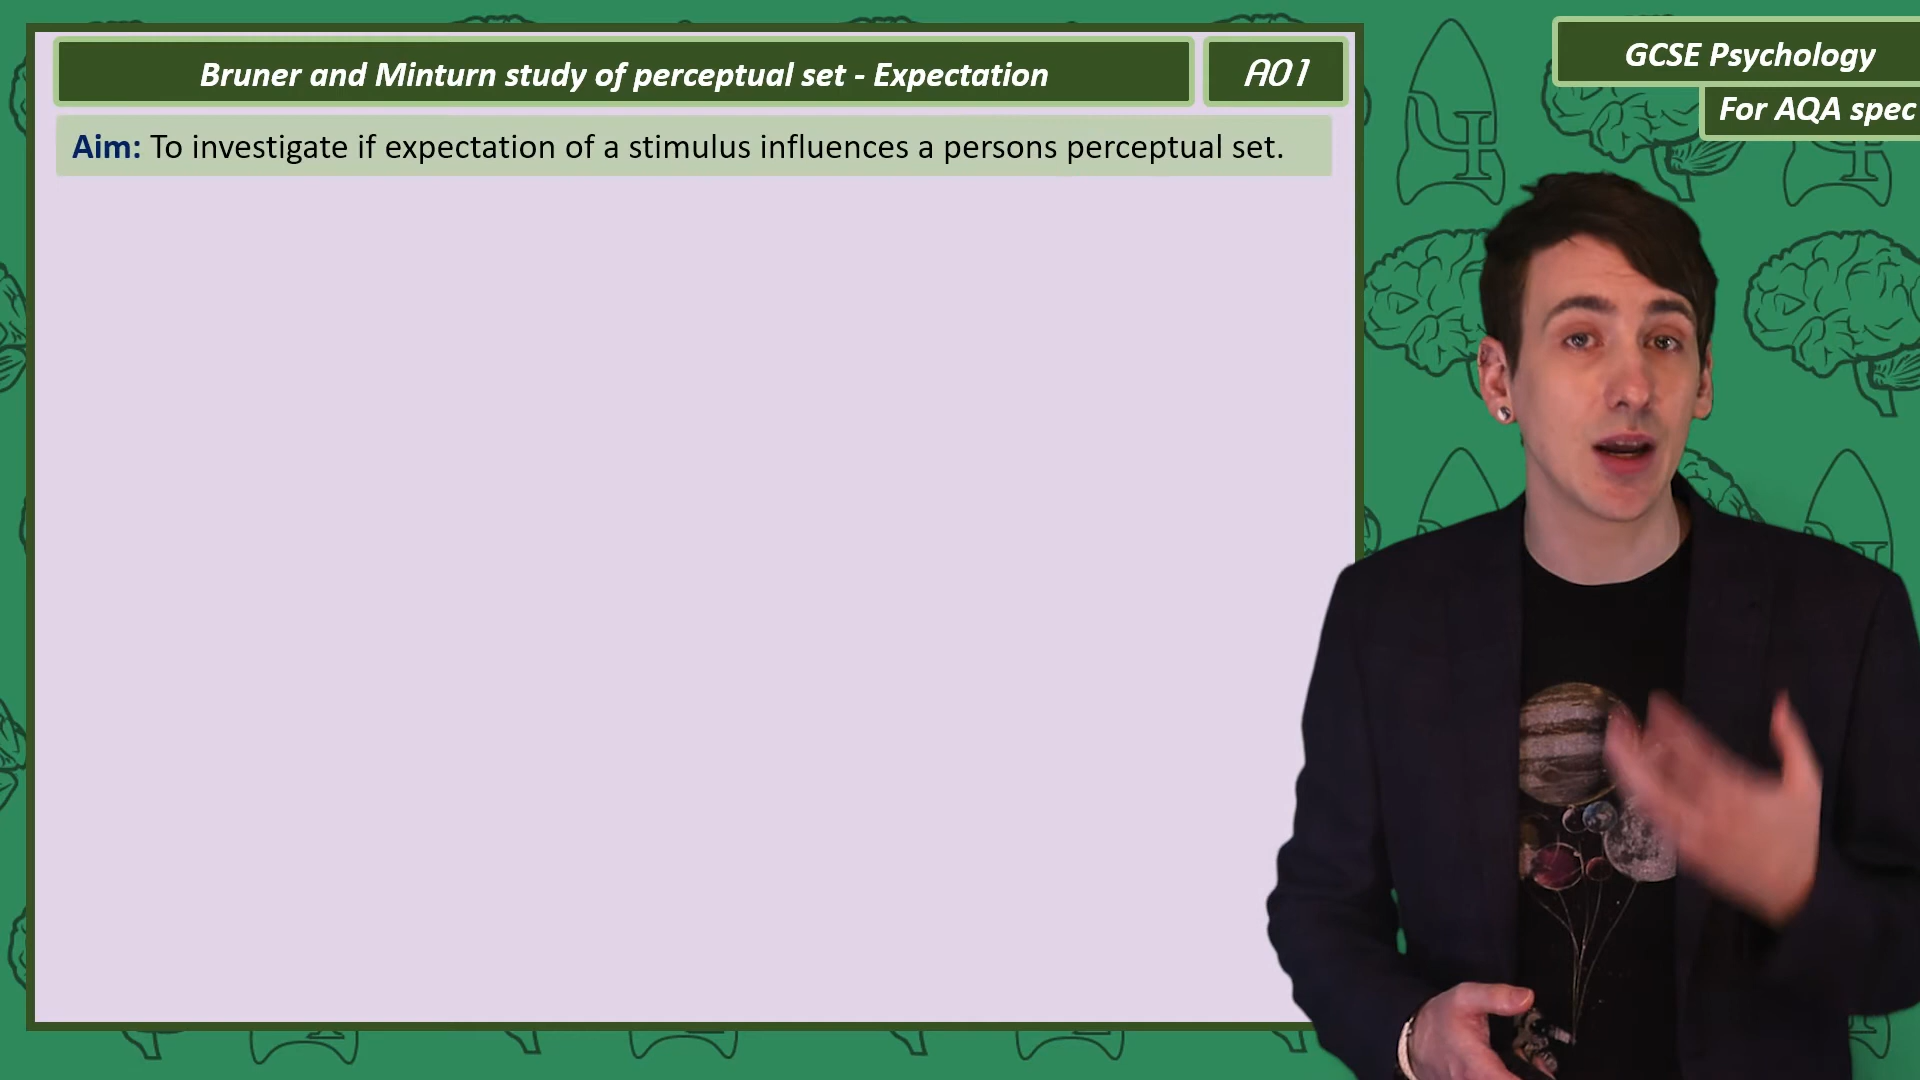 Bruner and Minturn study of perceptual set - Expectation
AO1
GCSE Psychology
For AQA spec
Aim: To investigate if expectation of a stimulus influences a persons perceptual set.